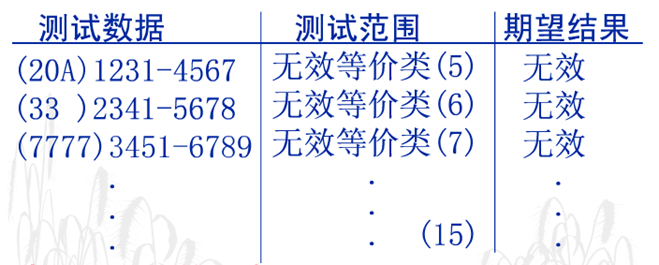 测试数据 测试范围 期望结果
(20A)1231-4567 无效等价类(5) 无效
(33 )2341-5678 无效等价类(6) 无效
(7777)3451-6789 无效等价类(7) 无效
. . .
. . .
. . (15) .